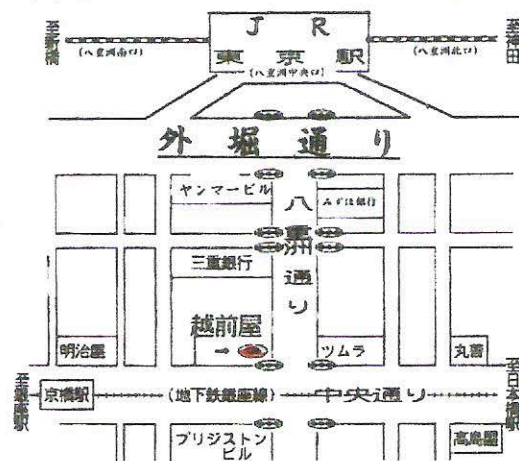 JR
東京駅
(八重洲中央口)
至新橋
(八重洲南口)
(八重洲北口)
至神田
外堀通り
ヤンマービル
八重洲通り
みずほ銀行
三重銀行
越前屋
→
明治屋
ツムラ
丸善
至銀座駅
京橋駅
(地下鉄銀座線)
中央通り
至日本橋駅
ブリジストン
ビル
高島屋